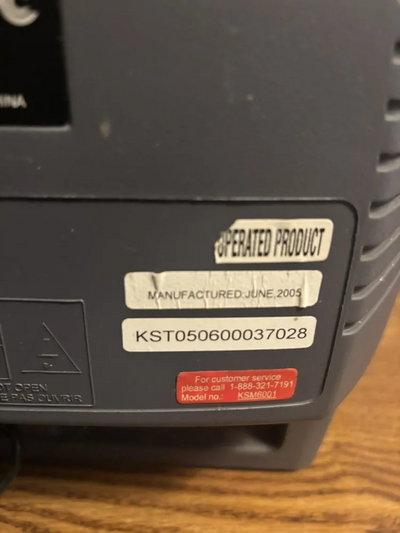 INA
OPERATED PRODUCT
MANUFACTURED:JUNE,2005
KST050600037028
For customer service
please call 1-888-321-7191
Model no.: KSM6001
OT OPEN
E PAS OUVRIR